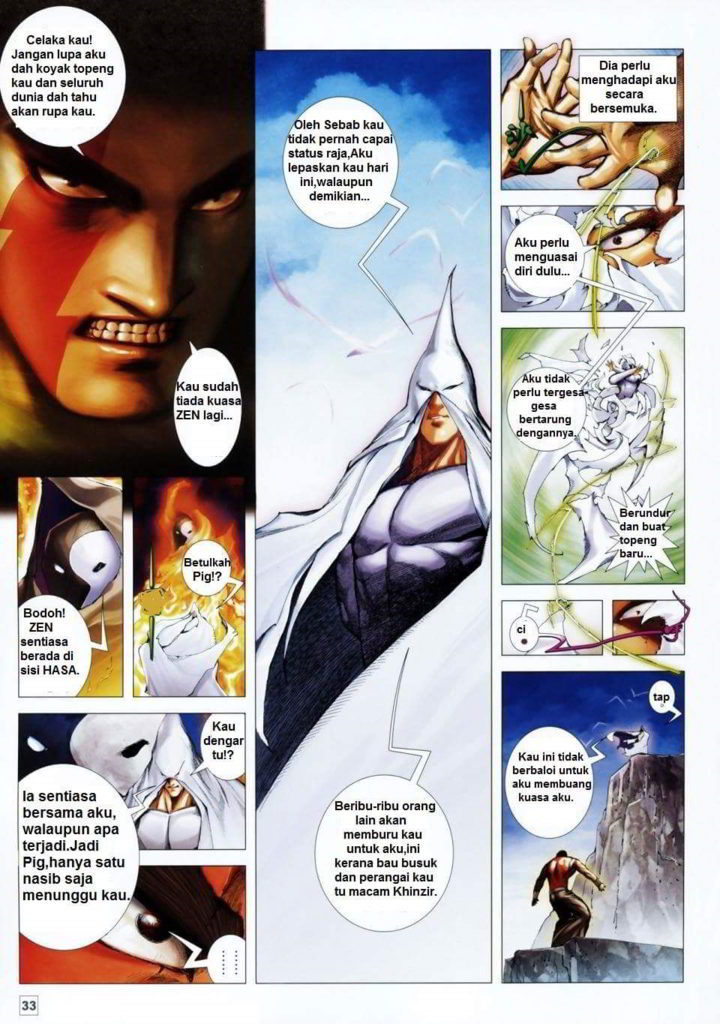 Celaka kau!
Jangan lupa aku
dah koyak topeng
kau dan seluruh
dunia dah tahu
akan rupa kau.
Kau sudah
tiada kuasa
ZEN lagi...
Bodoh!
ZEN
sentiasa
berada di
sisi HASA.
Betulkah
Pig!?
Kau
dengar
tu!?
Ia sentiasa
bersama aku,
walaupun apa
terjadi.Jadi
Pig,hanya satu
nasib saja
menunggu kau.
Oleh Sebab kau
tidak pernah capai
status raja,Aku
lepaskan kau hari
ini,walaupun
demikian...
Beribu-ribu orang
lain akan
memburu kau
untuk aku,ini
kerana bau busuk
dan perangai kau
tu macam Khinzir.
Dia perlu
menghadapi aku
secara
bersemuka.
Aku perlu
menguasai
diri dulu...
Aku tidak
perlu tergesa-
gesa
bertarung
dengannya.
Berundur
dan buat
topeng
baru...
ci
tap
Kau ini tidak
berbaloi untuk
aku membuang
kuasa aku.
33